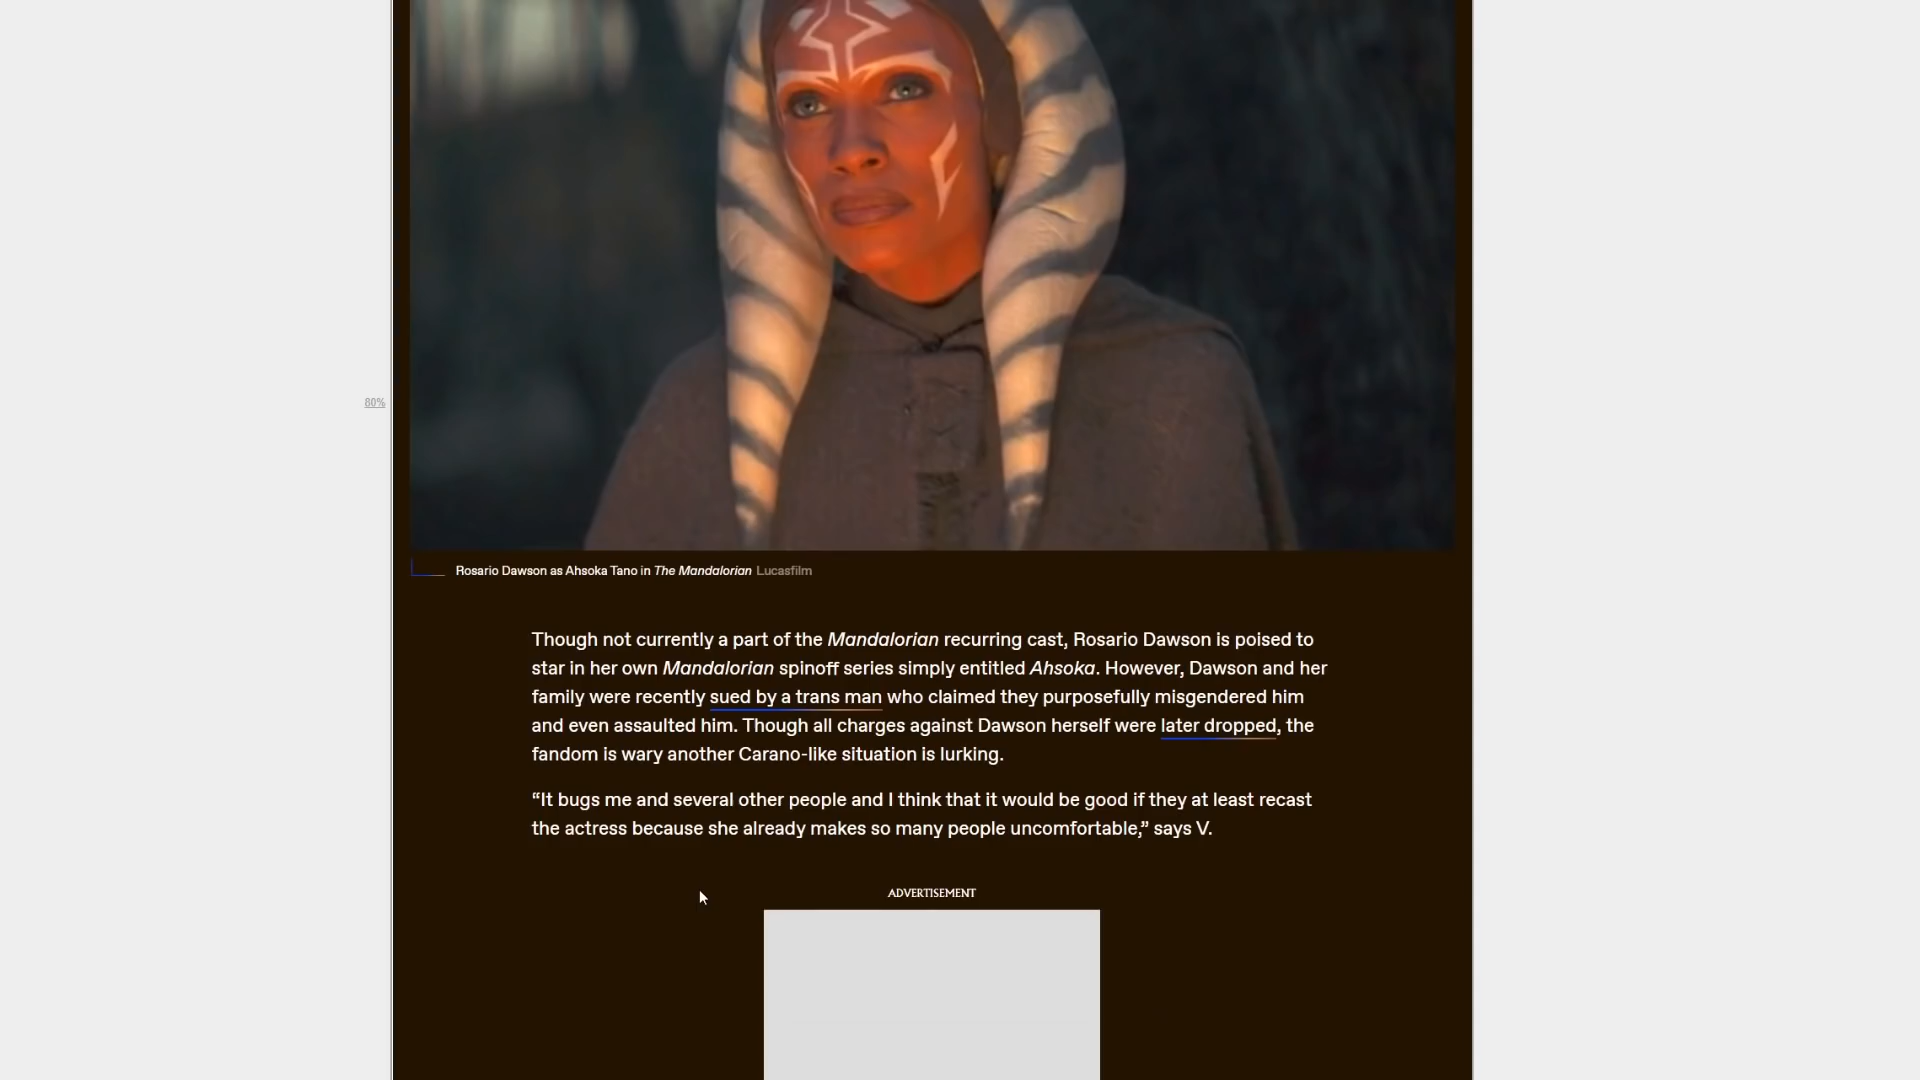 80%
Rosario Dawson as Ahsoka Tano in The Mandalorian Lucasfilm
Though not currently a part of the Mandalorian recurring cast, Rosario Dawson is poised to
star in her own Mandalorian spinoff series simply entitled Ahsoka. However, Dawson and her
family were recently sued by a trans man who claimed they purposefully misgendered him
and even assaulted him. Though all charges against Dawson herself were later dropped, the
fandom is wary another Carano-like situation is lurking.
“It bugs me and several other people and I think that it would be good if they at least recast
the actress because she already makes so many people uncomfortable,” says V.
ADVERTISEMENT